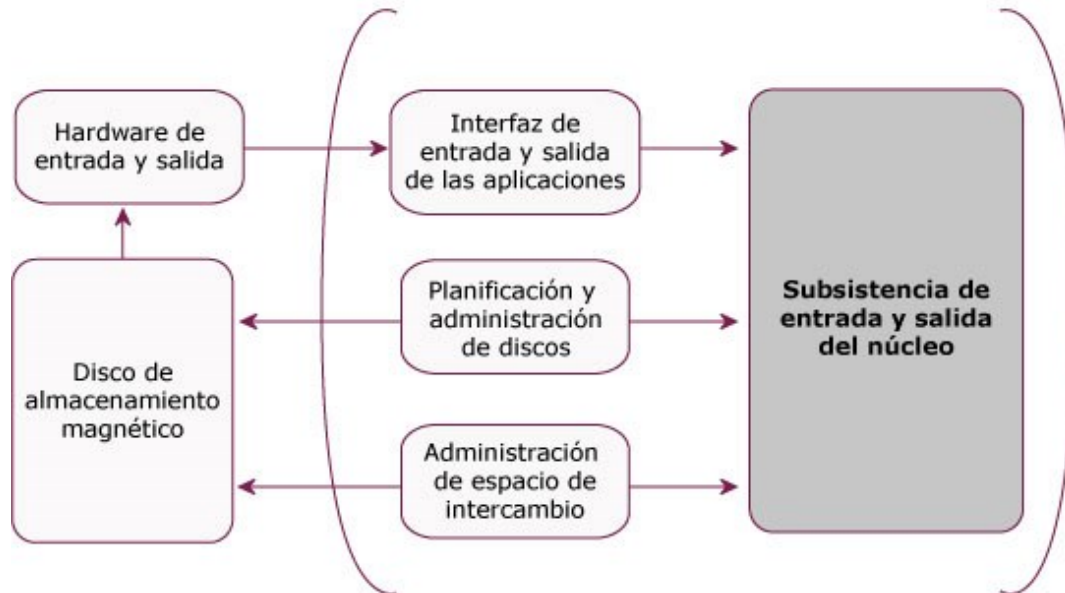 Hardware de
entrada y salida
Interfaz de
entrada y salida
de las aplicaciones
Disco de
almacenamiento
magnético
Planificación y
administración
de discos
Administración
de espacio de
intercambio
Subsistencia de
entrada y salida
del núcleo